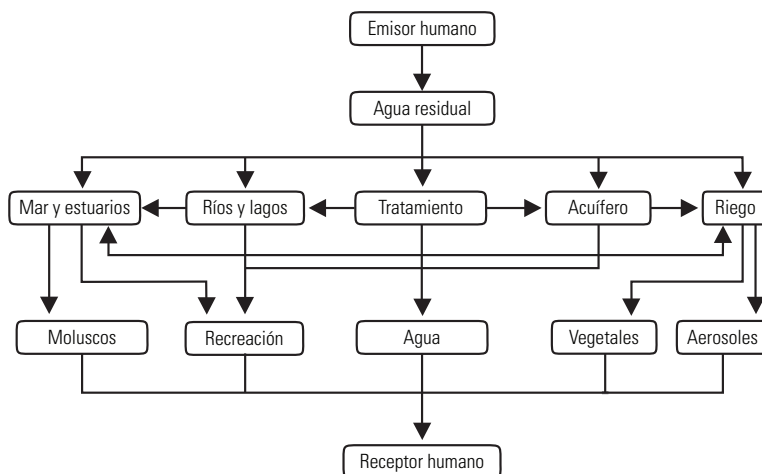 Emisor humano
Agua residual
Mar y estuarios
Ríos y lagos
Tratamiento
Acuífero
Riego
Moluscos
Recreación
Agua
Vegetales
Aerosoles
Receptor humano